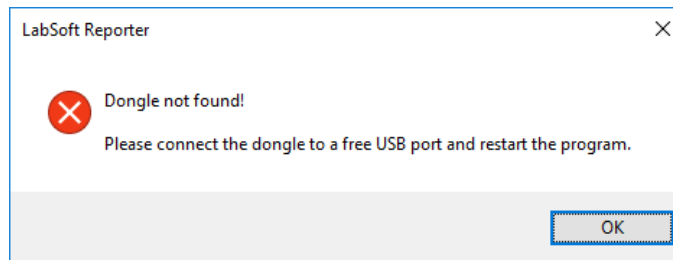 LabSoft Reporter
Dongle not found!
Please connect the dongle to a free USB port and restart the program.
OK